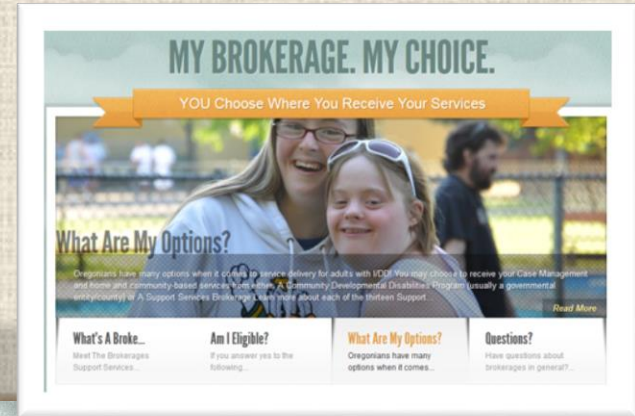 MY BROKERAGE. MY CHOICE.
YOU Choose Where You Receive Your Services
What Are My Options?
Oregonians have many options when it comes to service delivery for adults with I/DD! You may choose to receive your Case Management
and home and community-based services from either: A Community Developmental Disabilities Program (usually a governmental
entity/county) or A Support Services Brokerage Learn more about each of the thirteen Support...
Read More
What's A Broke...
Meet The Brokerages
Support Services...
Am I Eligible?
If you answer yes to the
following...
What Are My Options?
Oregonians have many
options when it comes...
Questions?
Have questions about
brokerages in general?...